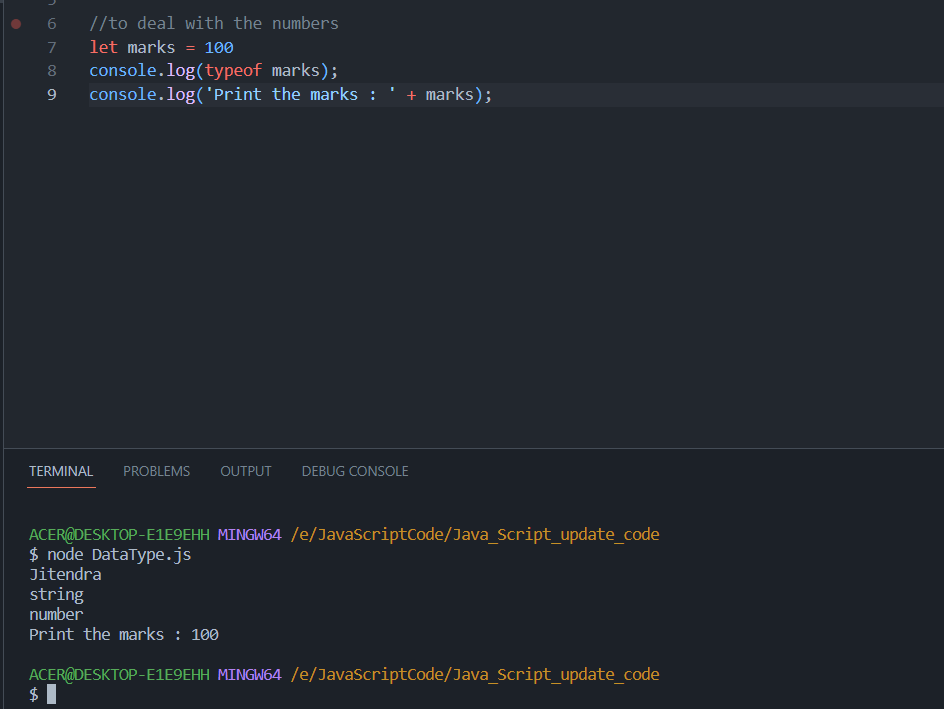 6 //to deal with the numbers
7 let marks = 100
8 console.log(typeof marks);
9 console.log('Print the marks : ' + marks);
TERMINAL PROBLEMS OUTPUT DEBUG CONSOLE
ACER@DESKTOP-E1E9EHH MINGW64 /e/JavaScriptCode/Java_Script_update_code
$ node DataType.js
Jitendra
string
number
Print the marks : 100
ACER@DESKTOP-E1E9EHH MINGW64 /e/JavaScriptCode/Java_Script_update_code
$